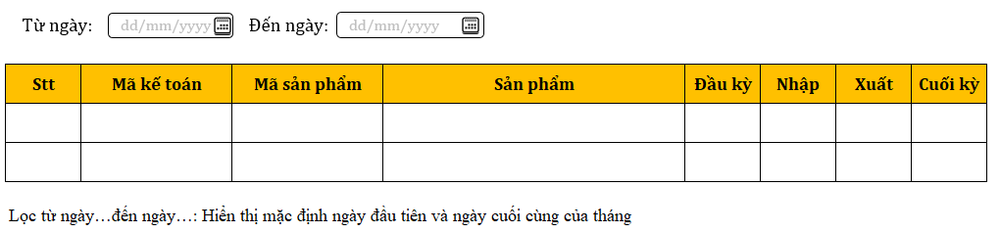 Từ ngày: dd/mm/yyyy Đến ngày: dd/mm/yyyy
Stt Mã kế toán Mã sản phẩm Sản phẩm Đầu kỳ Nhập Xuất Cuối kỳ
Lọc từ ngày…đến ngày…: Hiển thị mặc định ngày đầu tiên và ngày cuối cùng của tháng